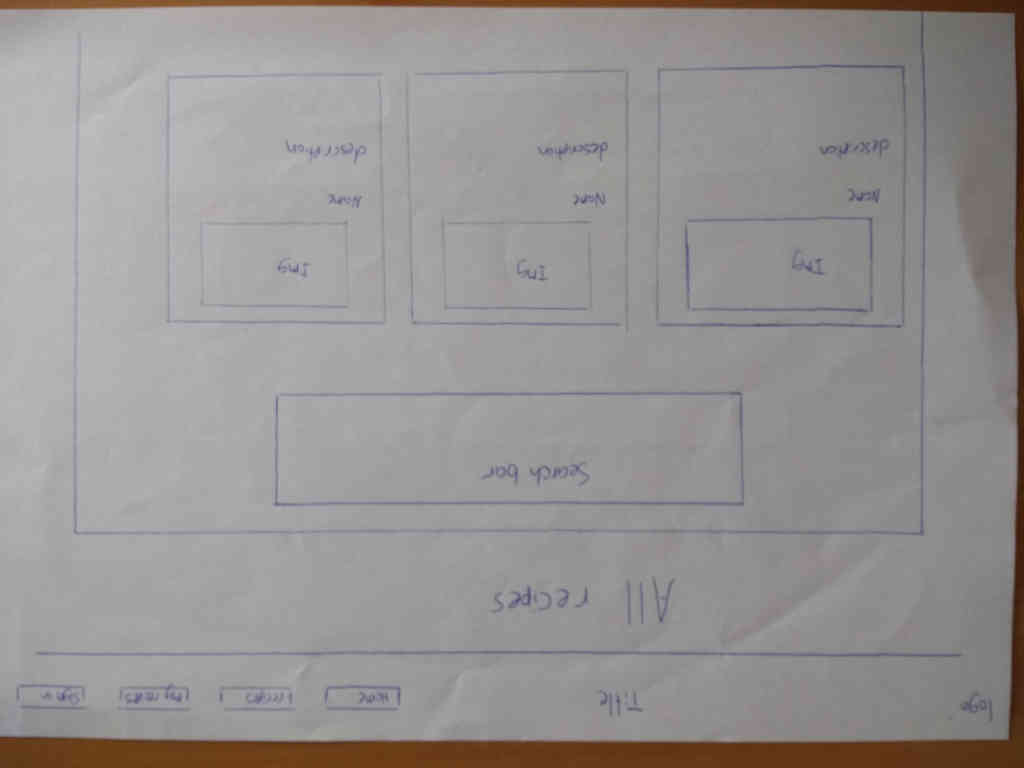 logo Title Home recipes My recipes Sign in
All recipes
Search bar
Img Img Img
Name Name Name
description description description